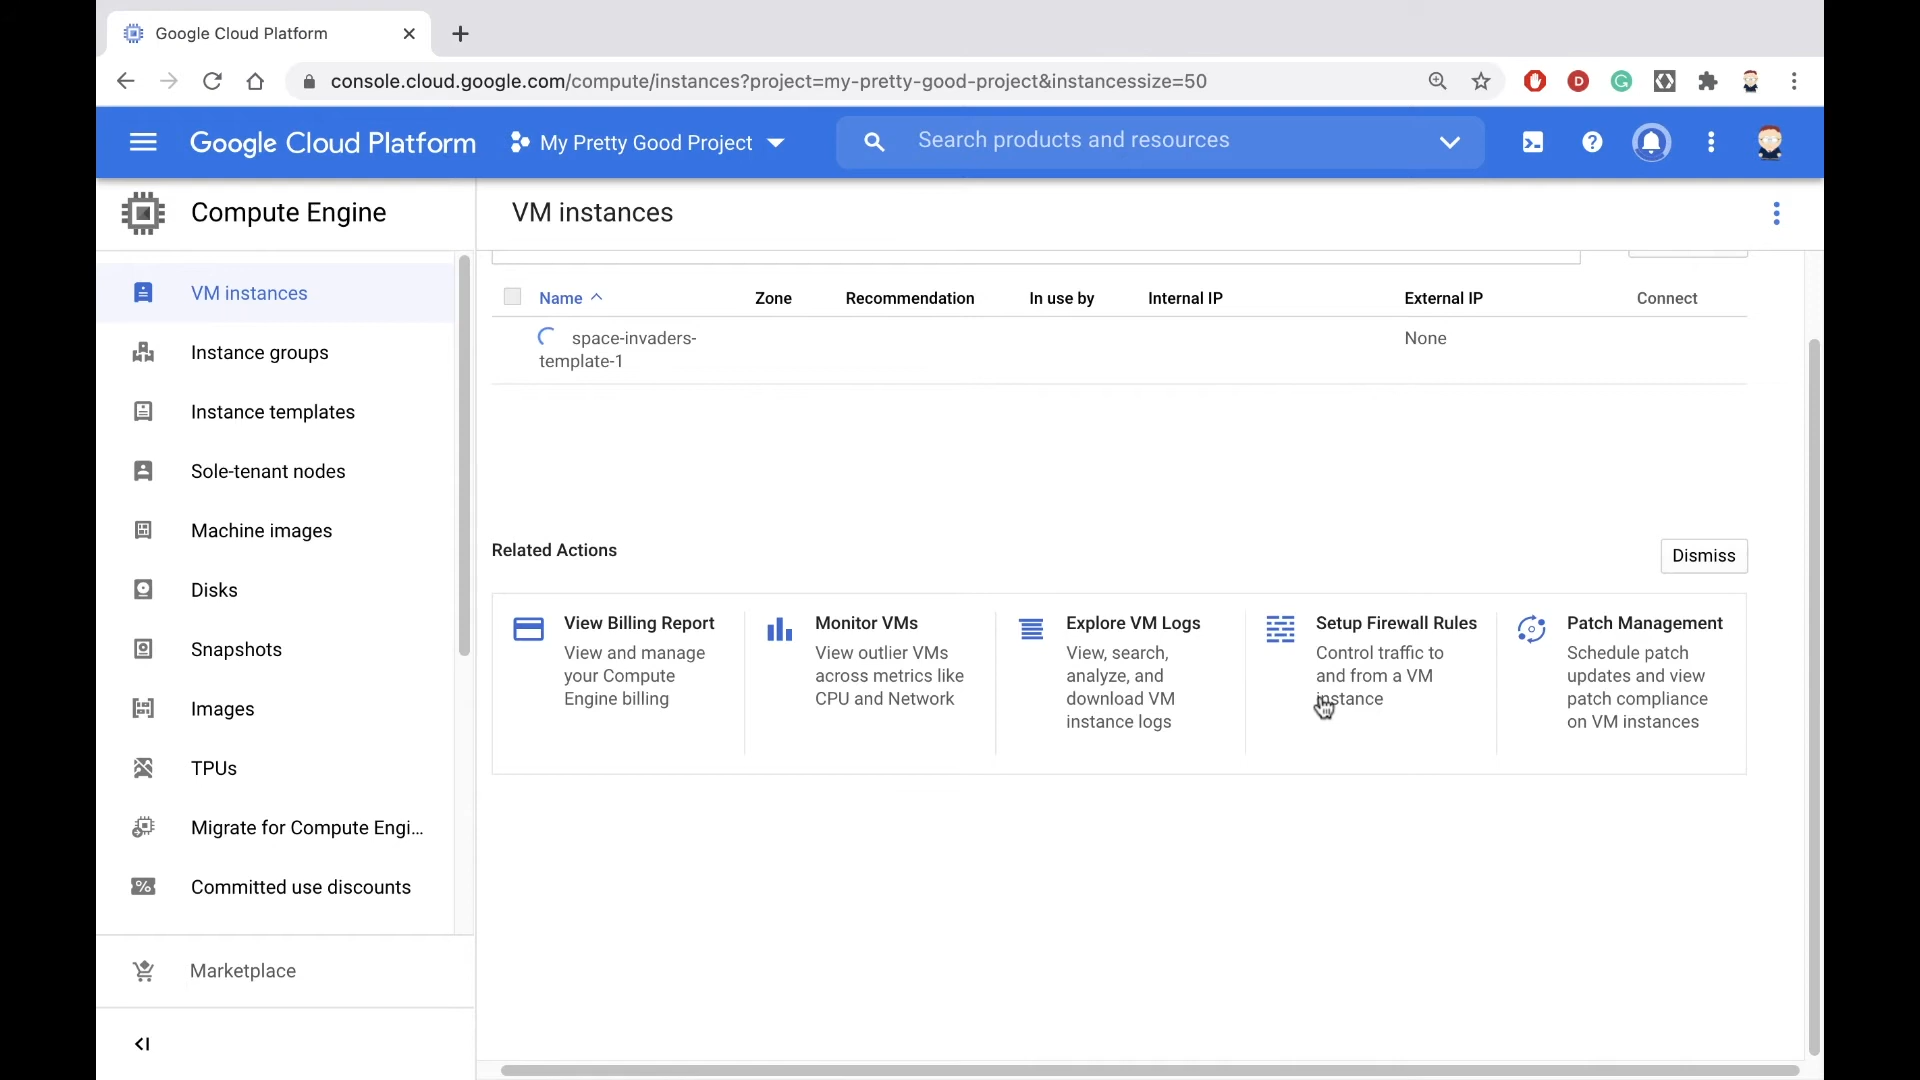 Google Cloud Platform
console.cloud.google.com/compute/instances?project=my-pretty-good-project&instancessize=50
Google Cloud Platform
My Pretty Good Project
Search products and resources
Compute Engine
VM instances
VM instances
Instance groups
Instance templates
Sole-tenant nodes
Machine images
Disks
Snapshots
Images
TPUs
Migrate for Compute Engi...
Committed use discounts
Marketplace
Name Zone Recommendation In use by Internal IP External IP Connect
space-invaders- None
template-1
Related Actions
Dismiss
View Billing Report
View and manage
your Compute
Engine billing
Monitor VMs
View outlier VMs
across metrics like
CPU and Network
Explore VM Logs
View, search,
analyze, and
download VM
instance logs
Setup Firewall Rules
Control traffic to
and from a VM
instance
Patch Management
Schedule patch
updates and view
patch compliance
on VM instances